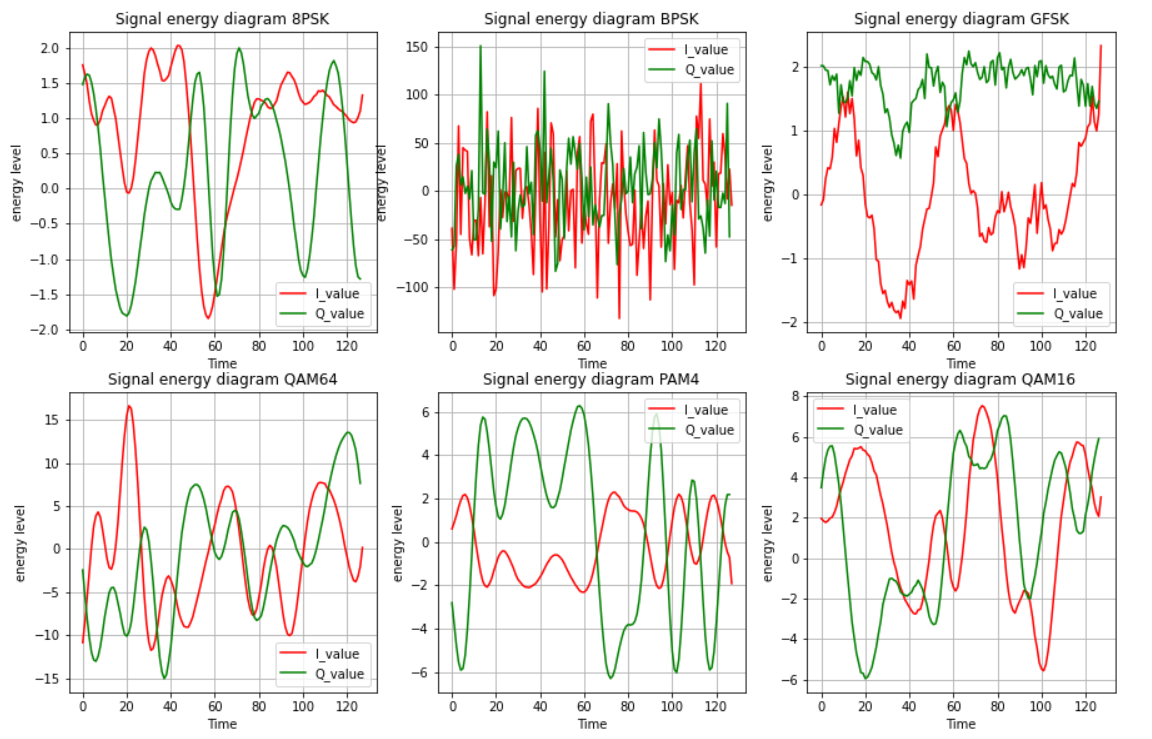 Signal energy diagram 8PSK
energy level
2.0
1.5
1.0
0.5
0.0
−0.5
−1.0
−1.5
−2.0
I_value
Q_value
0 20 40 60 80 100 120
Time
Signal energy diagram BPSK
energy level
150
100
50
0
−50
−100
I_value
Q_value
0 20 40 60 80 100 120
Time
Signal energy diagram GFSK
energy level
2
1
0
−1
−2
I_value
Q_value
0 20 40 60 80 100 120
Time
Signal energy diagram QAM64
energy level
15
10
5
0
−5
−10
−15
I_value
Q_value
0 20 40 60 80 100 120
Time
Signal energy diagram PAM4
energy level
6
4
2
0
−2
−4
−6
I_value
Q_value
0 20 40 60 80 100 120
Time
Signal energy diagram QAM16
energy level
8
6
4
2
0
−2
−4
−6
I_value
Q_value
0 20 40 60 80 100 120
Time